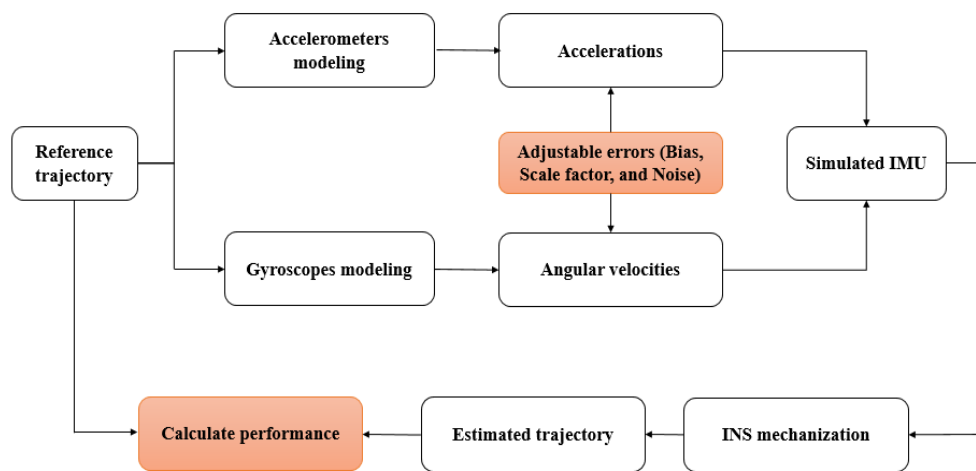 Accelerometers
modeling
Accelerations
Reference
trajectory
Adjustable errors (Bias,
Scale factor, and Noise)
Simulated IMU
Gyroscopes modeling
Angular velocities
Calculate performance
Estimated trajectory
INS mechanization